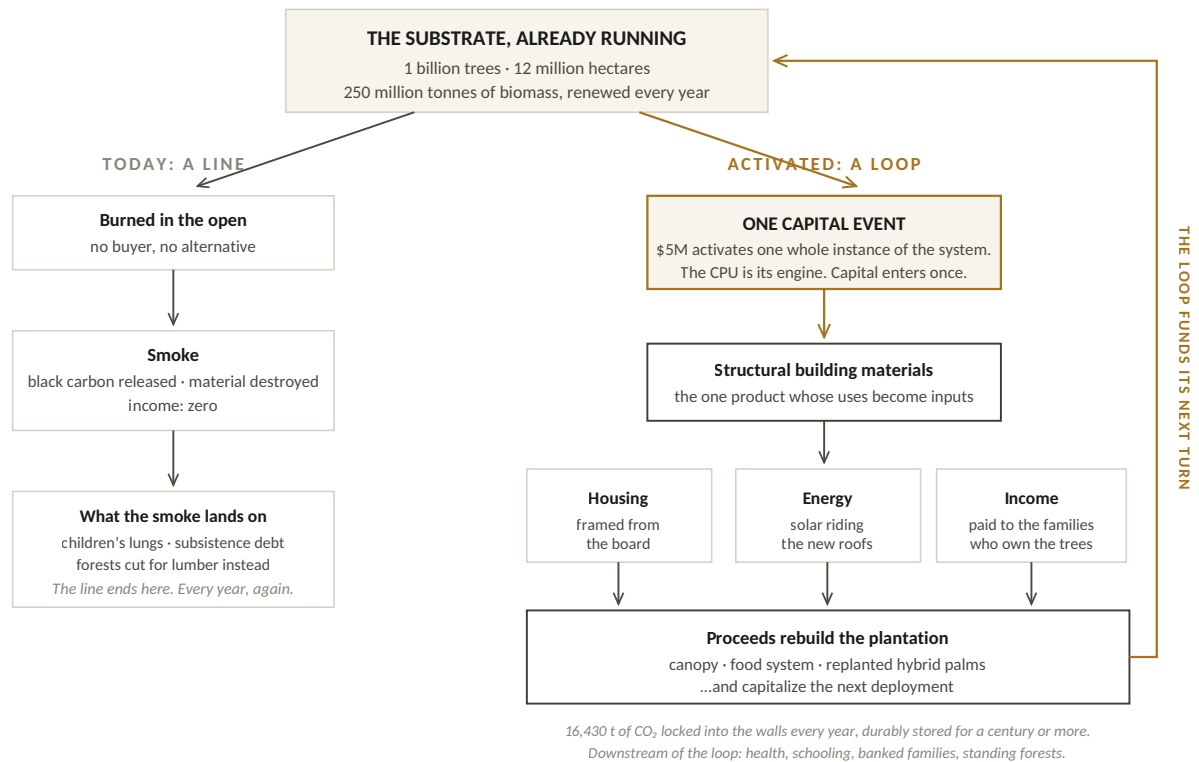 THE SUBSTRATE, ALREADY RUNNING
1 billion trees · 12 million hectares
250 million tonnes of biomass, renewed every year
TODAY: A LINE
Burned in the open
no buyer, no alternative
Smoke
black carbon released · material destroyed
income: zero
What the smoke lands on
children’s lungs · subsistence debt
forests cut for lumber instead
The line ends here. Every year, again.
ACTIVATED: A LOOP
ONE CAPITAL EVENT
$5M activates one whole instance of the system.
The CPU is its engine. Capital enters once.
Structural building materials
the one product whose uses become inputs
Housing
framed from
the board
Energy
solar riding
the new roofs
Income
paid to the families
who own the trees
Proceeds rebuild the plantation
canopy · food system · replanted hybrid palms
…and capitalize the next deployment
THE LOOP FUNDS ITS NEXT TURN
16,430 t of CO₂ locked into the walls every year, durably stored for a century or more.
Downstream of the loop: health, schooling, banked families, standing forests.